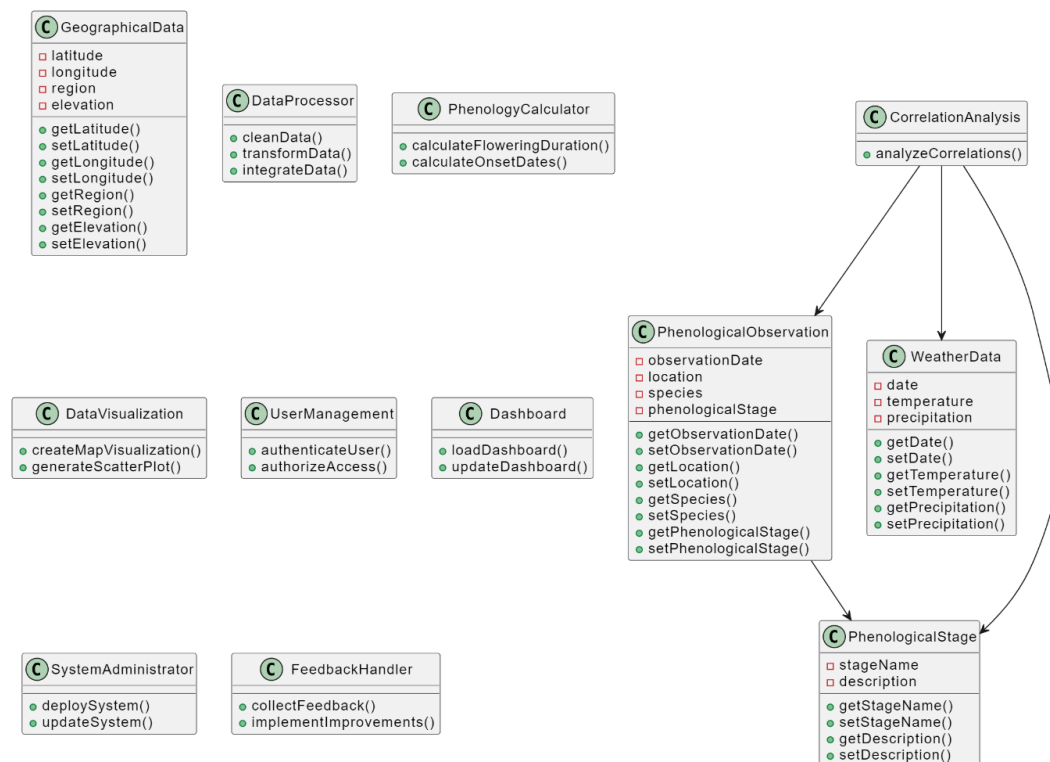 C GeographicalData
latitude
longitude
region
elevation
getLatitude()
setLatitude()
getLongitude()
setLongitude()
getRegion()
setRegion()
getElevation()
setElevation()
C DataProcessor
cleanData()
transformData()
integrateData()
C PhenologyCalculator
calculateFloweringDuration()
calculateOnsetDates()
C CorrelationAnalysis
analyzeCorrelations()
C PhenologicalObservation
observationDate
location
species
phenologicalStage
getObservationDate()
setObservationDate()
getLocation()
setLocation()
getSpecies()
setSpecies()
getPhenologicalStage()
setPhenologicalStage()
C WeatherData
date
temperature
precipitation
getDate()
setDate()
getTemperature()
setTemperature()
getPrecipitation()
setPrecipitation()
C DataVisualization
createMapVisualization()
generateScatterPlot()
C UserManagement
authenticateUser()
authorizeAccess()
C Dashboard
loadDashboard()
updateDashboard()
C SystemAdministrator
deploySystem()
updateSystem()
C FeedbackHandler
collectFeedback()
implementImprovements()
C PhenologicalStage
stageName
description
getStageName()
setStageName()
getDescription()
setDescription()